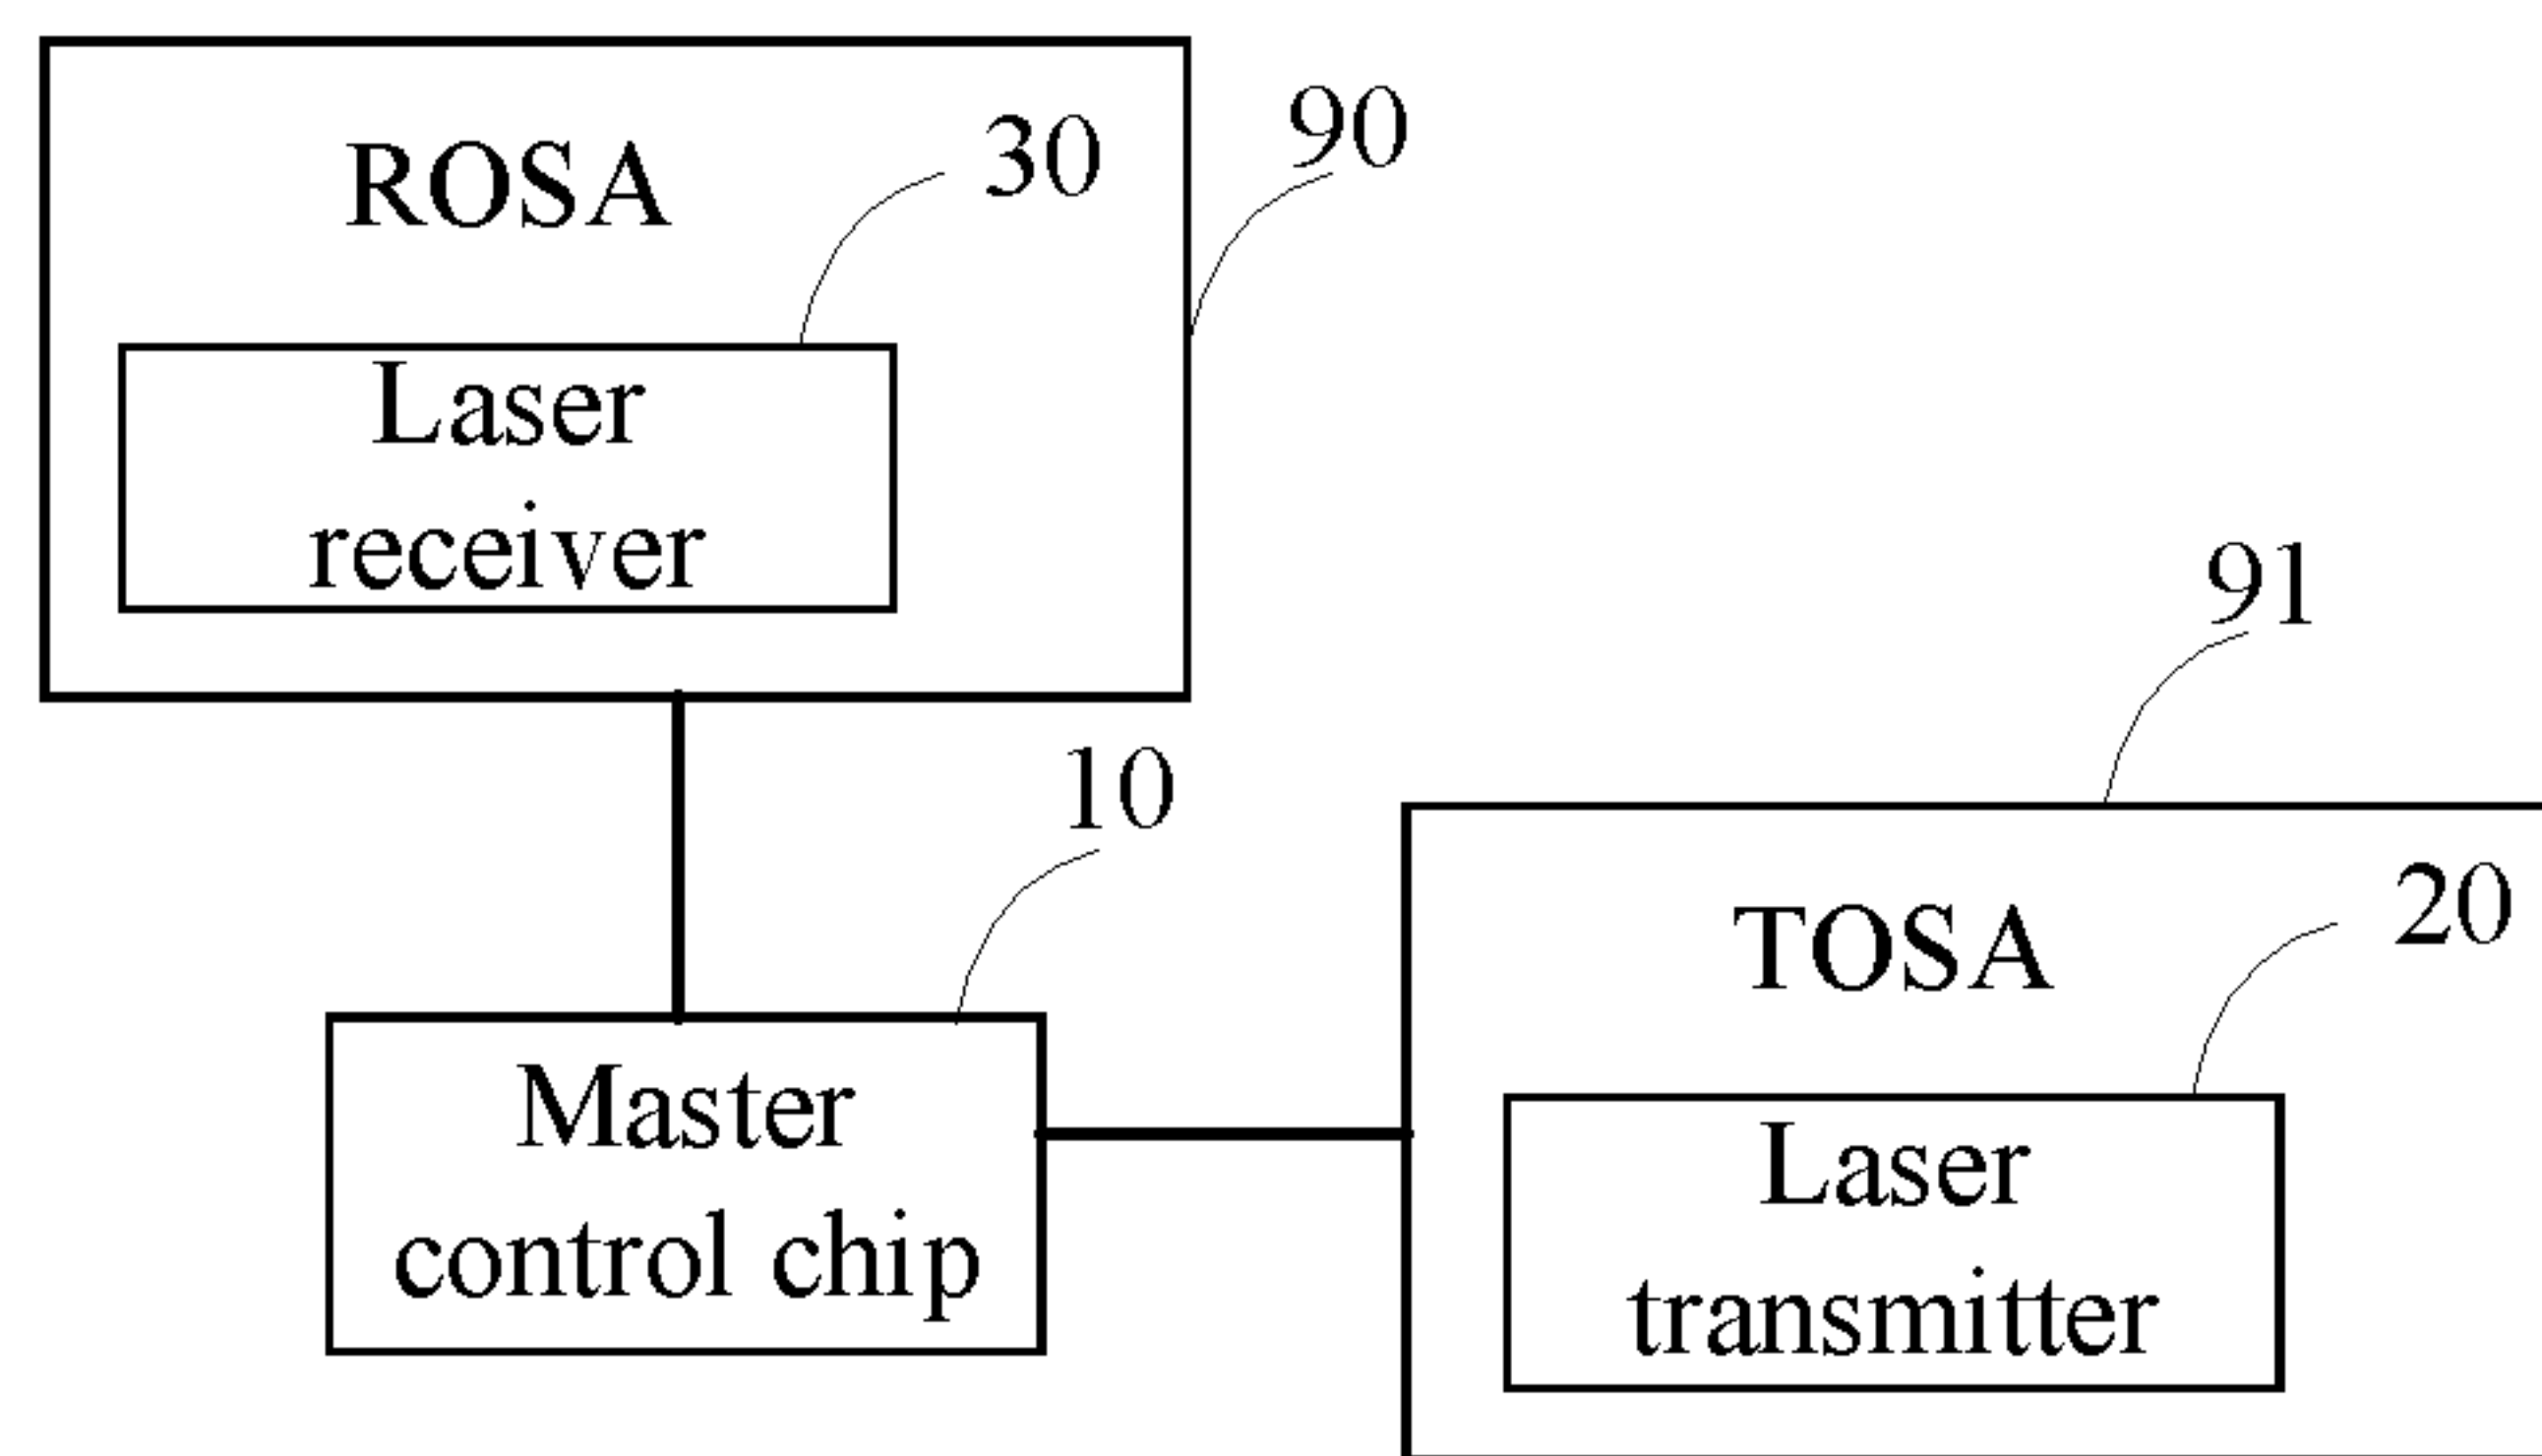 90
30
ROSA
Laser
receiver
91
10
20
TOSA
Master
control chip
Laser
transmitter